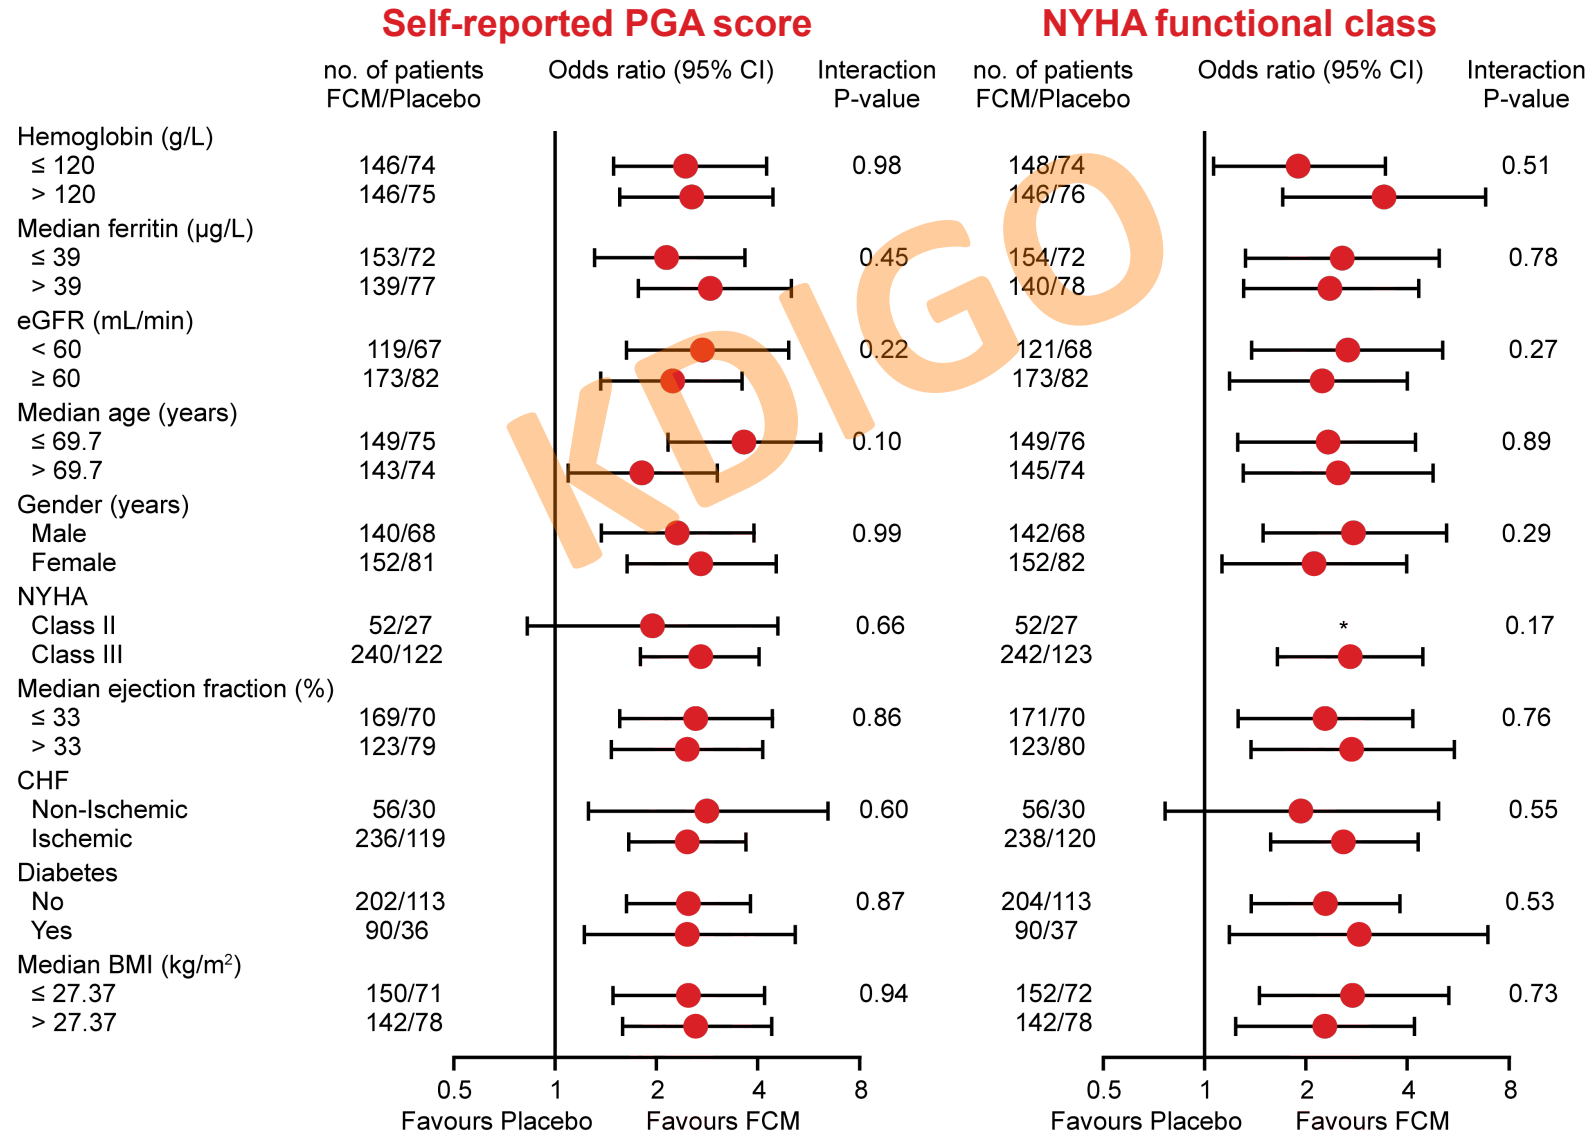 Self-reported PGA score NYHA functional class
no. of patients Odds ratio (95% CI) Interaction no. of patients Odds ratio (95% CI) Interaction
FCM/Placebo P-value FCM/Placebo P-value
Hemoglobin (g/L)
≤ 120 146/74 0.98 148/74 0.51
> 120 146/75 146/76
Median ferritin (µg/L)
≤ 39 153/72 0.45 154/72 0.78
> 39 139/77 140/78
eGFR (mL/min)
< 60 119/67 0.22 121/68 0.27
≥ 60 173/82 173/82
Median age (years)
≤ 69.7 149/75 0.10 149/76 0.89
> 69.7 143/74 145/74
Gender (years)
Male 140/68 0.99 142/68 0.29
Female 152/81 152/82
NYHA
Class II 52/27 0.66 52/27 * 0.17
Class III 240/122 242/123
Median ejection fraction (%)
≤ 33 169/70 0.86 171/70 0.76
> 33 123/79 123/80
CHF
Non-Ischemic 56/30 0.60 56/30 0.55
Ischemic 236/119 238/120
Diabetes
No 202/113 0.87 204/113 0.53
Yes 90/36 90/37
Median BMI (kg/m²)
≤ 27.37 150/71 0.94 152/72 0.73
> 27.37 142/78 142/78
0.5 1 2 4 8 0.5 1 2 4 8
Favours Placebo Favours FCM Favours Placebo Favours FCM
KDIGO